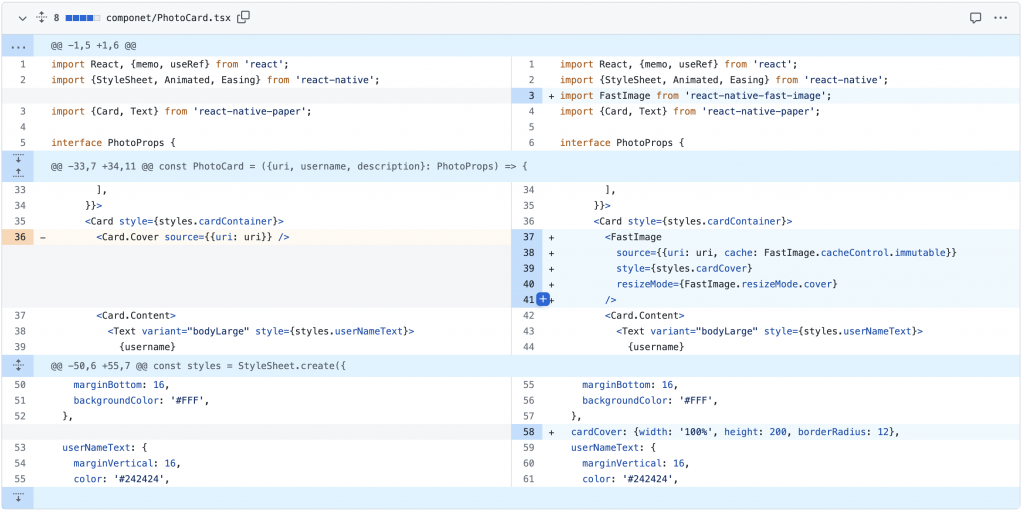 8 componet/PhotoCard.tsx
... @@ -1,5 +1,6 @@
1 import React, {memo, useRef} from 'react'; 1 import React, {memo, useRef} from 'react';
2 import {StyleSheet, Animated, Easing} from 'react-native'; 2 import {StyleSheet, Animated, Easing} from 'react-native';
3 + import FastImage from 'react-native-fast-image';
3 import {Card, Text} from 'react-native-paper'; 4 import {Card, Text} from 'react-native-paper';
4 5
5 interface PhotoProps { 6 interface PhotoProps {
@@ -33,7 +34,11 @@ const PhotoCard = ({uri, username, description}: PhotoProps) => {
33 ], 34 ],
34 }}> 35 }}>
35 <Card style={styles.cardContainer}> 36 <Card style={styles.cardContainer}>
36 - <Card.Cover source={{uri: uri}} /> 37 + <FastImage
38 + source={{uri: uri, cache: FastImage.cacheControl.immutable}}
39 + style={styles.cardCover}
40 + resizeMode={FastImage.resizeMode.cover}
41 + />
37 <Card.Content> 42 <Card.Content>
38 <Text variant="bodyLarge" style={styles.userNameText}> 43 <Text variant="bodyLarge" style={styles.userNameText}>
39 {username} 44 {username}
@@ -50,6 +55,7 @@ const styles = StyleSheet.create({
50 marginBottom: 16, 55 marginBottom: 16,
51 backgroundColor: '#FFF', 56 backgroundColor: '#FFF',
52 }, 57 },
58 + cardCover: {width: '100%', height: 200, borderRadius: 12},
53 userNameText: { 59 userNameText: {
54 marginVertical: 16, 60 marginVertical: 16,
55 color: '#242424', 61 color: '#242424',